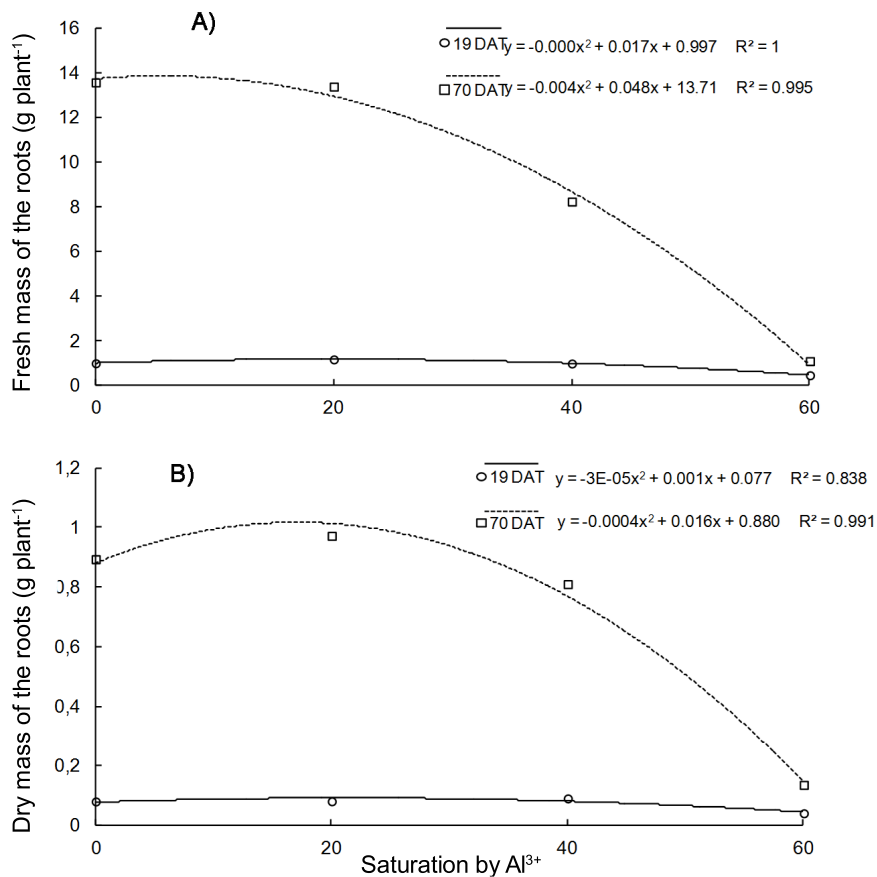 A)
19 DAT y = -0.000x² + 0.017x + 0.997 R² = 1
70 DAT y = -0.004x² + 0.048x + 13.71 R² = 0.995
Fresh mass of the roots (g plant⁻¹)
16
14
12
10
8
6
4
2
0
0 20 40 60
B)
19 DAT y = -3E-05x² + 0.001x + 0.077 R² = 0.838
70 DAT y = -0.0004x² + 0.016x + 0.880 R² = 0.991
Dry mass of the roots (g plant⁻¹)
1,2
1
0,8
0,6
0,4
0,2
0
0 20 40 60
Saturation by Al³⁺